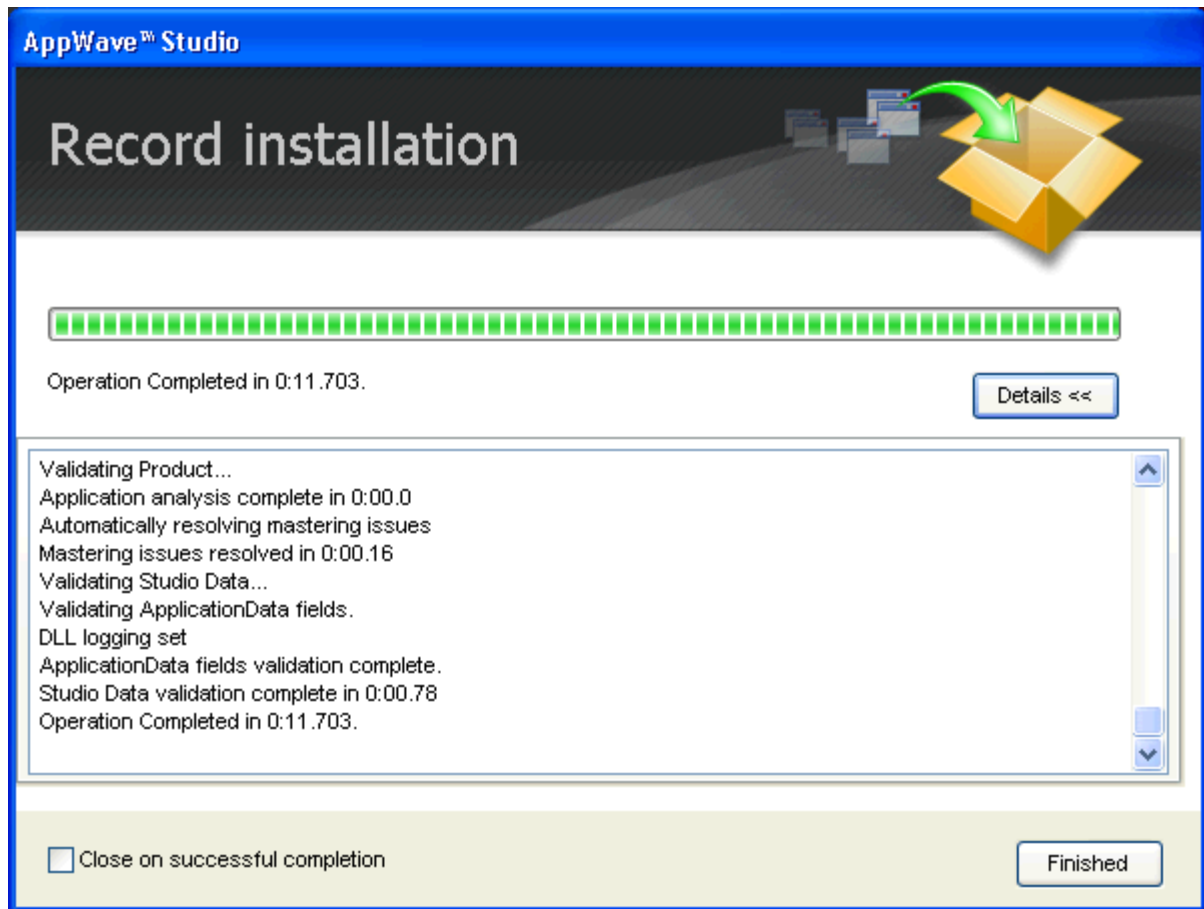 AppWave™ Studio
Record installation
Operation Completed in 0:11.703.
Details <<
Validating Product...
Application analysis complete in 0:00.0
Automatically resolving mastering issues
Mastering issues resolved in 0:00.16
Validating Studio Data...
Validating ApplicationData fields.
DLL logging set
ApplicationData fields validation complete.
Studio Data validation complete in 0:00.78
Operation Completed in 0:11.703.
Close on successful completion
Finished